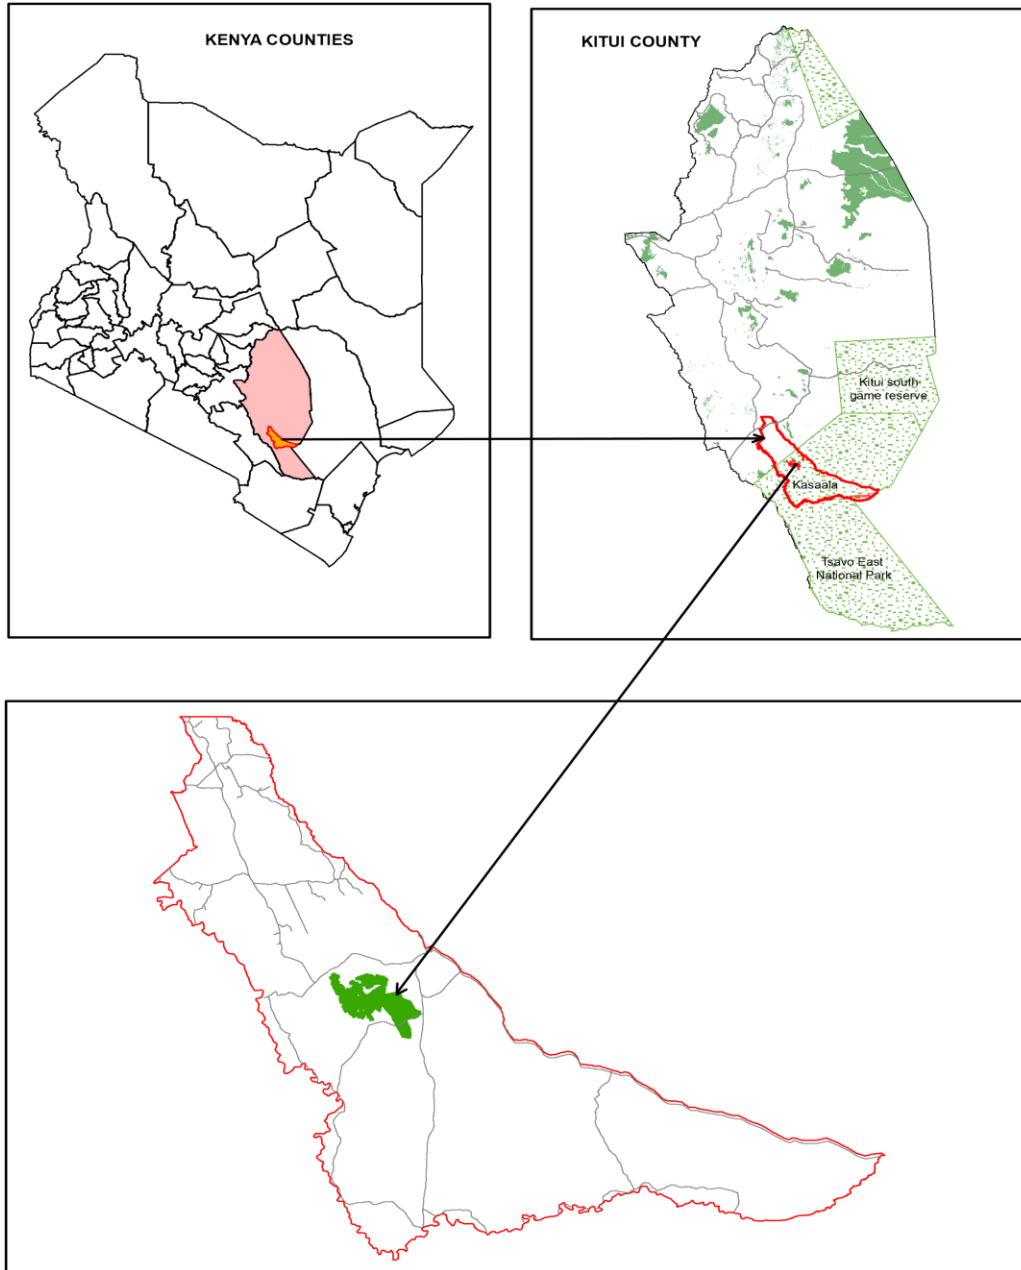 KENYA COUNTIES
KITUI COUNTY
Kitui south
game reserve
Kasaala
Tsavo East
National Park